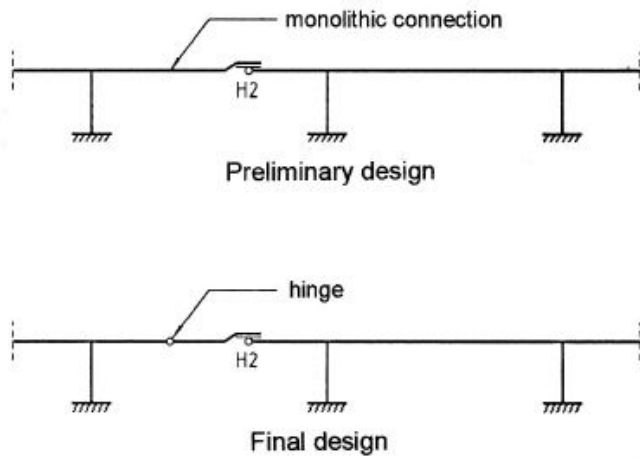 monolithic connection
H2
Preliminary design
hinge
H2
Final design